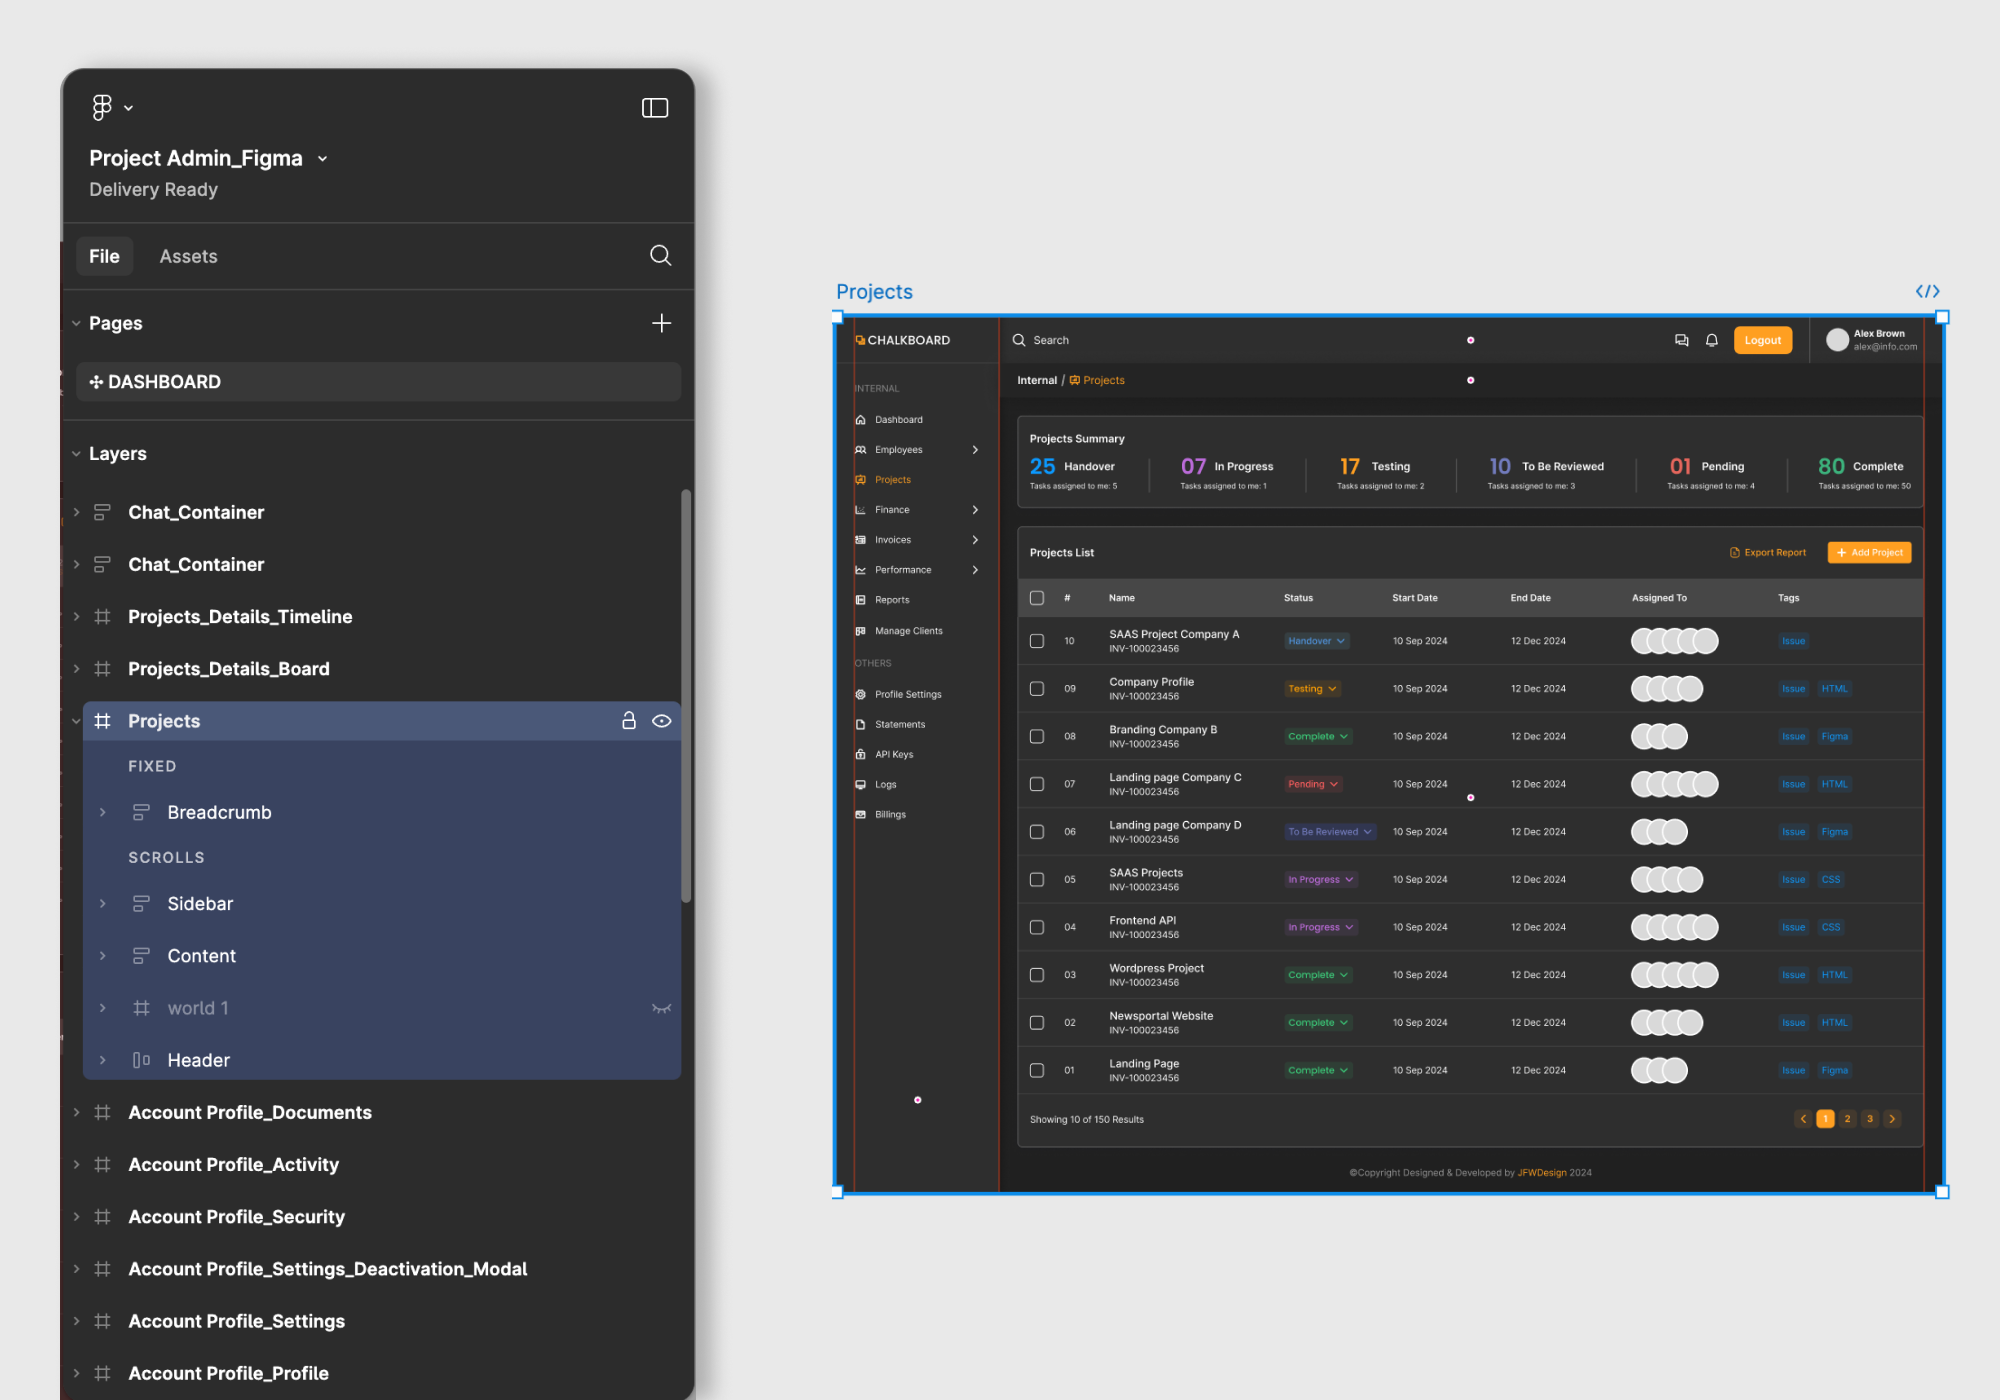 Project Admin_Figma
Delivery Ready
File Assets
Pages
DASHBOARD
Layers
Chat_Container
Chat_Container
Projects_Details_Timeline
Projects_Details_Board
Projects
FIXED
Breadcrumb
SCROLLS
Sidebar
Content
world 1
Header
Account Profile_Documents
Account Profile_Activity
Account Profile_Security
Account Profile_Settings_Deactivation_Modal
Account Profile_Settings
Account Profile_Profile
Projects
</>
CHALKBOARD
INTERNAL
Dashboard
Employees
Projects
Finance
Invoices
Performance
Reports
Manage Clients
OTHERS
Profile Settings
Statements
API Keys
Logs
Billings
Search
Logout
Alex Brown
alex@info.com
Internal / Projects
Projects Summary
25 Handover
Tasks assigned to me: 5
07 In Progress
Tasks assigned to me: 1
17 Testing
Tasks assigned to me: 2
10 To Be Reviewed
Tasks assigned to me: 3
01 Pending
Tasks assigned to me: 4
80 Complete
Tasks assigned to me: 50
Projects List
Export Report
+ Add Project
# Name Status Start Date End Date Assigned To Tags
10 SAAS Project Company A Handover 10 Sep 2024 12 Dec 2024 Issue
INV-100023456
09 Company Profile Testing 10 Sep 2024 12 Dec 2024 Issue HTML
INV-100023456
08 Branding Company B Complete 10 Sep 2024 12 Dec 2024 Issue Figma
INV-100023456
07 Landing page Company C Pending 10 Sep 2024 12 Dec 2024 Issue HTML
INV-100023456
06 Landing page Company D To Be Reviewed 10 Sep 2024 12 Dec 2024 Issue Figma
INV-100023456
05 SAAS Projects In Progress 10 Sep 2024 12 Dec 2024 Issue CSS
INV-100023456
04 Frontend API In Progress 10 Sep 2024 12 Dec 2024 Issue CSS
INV-100023456
03 Wordpress Project Complete 10 Sep 2024 12 Dec 2024 Issue HTML
INV-100023456
02 Newsportal Website Complete 10 Sep 2024 12 Dec 2024 Issue HTML
INV-100023456
01 Landing Page Complete 10 Sep 2024 12 Dec 2024 Issue Figma
INV-100023456
Showing 10 of 150 Results
< 1 2 3 >
©Copyright Designed & Developed by JFWDesign 2024